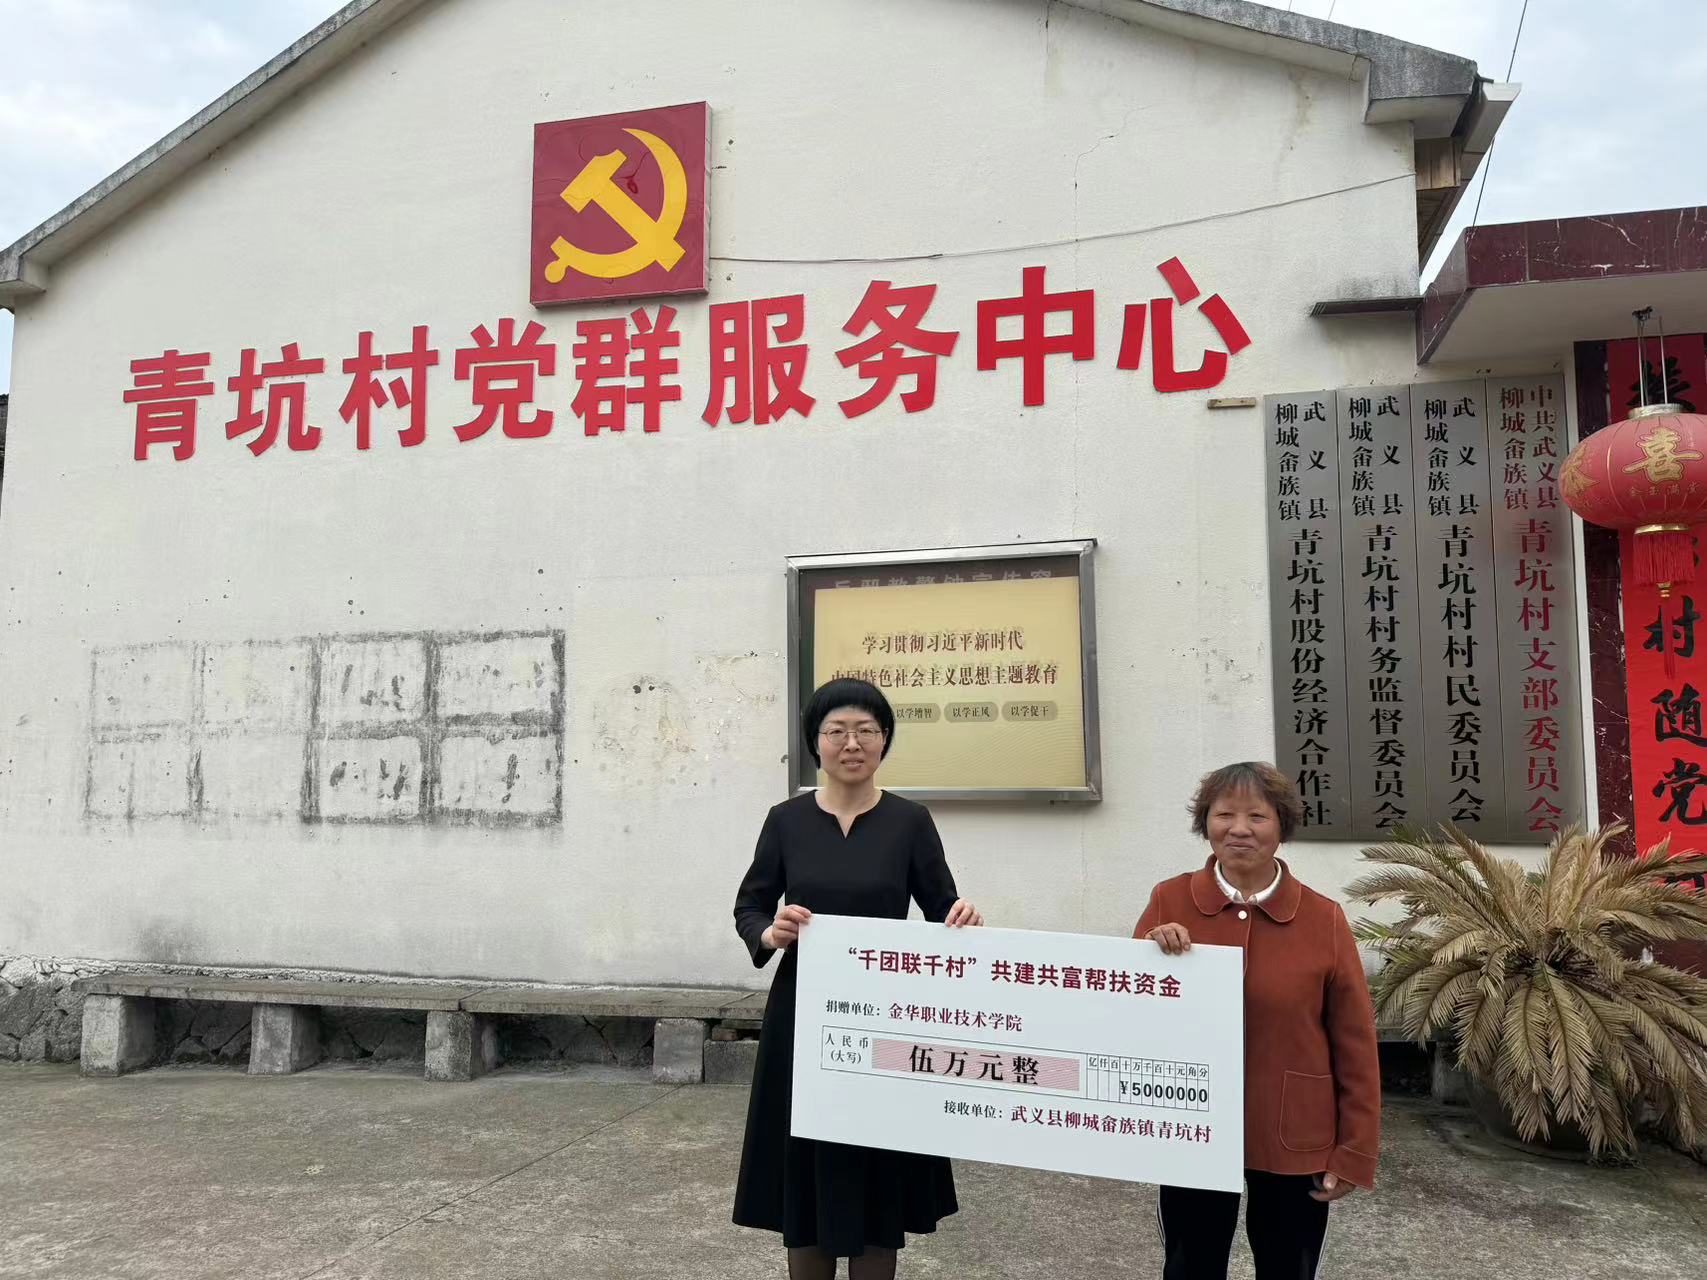 青坑村党群服务中心
武义县
柳城畲族镇
青坑村股份经济合作社
武义县
柳城畲族镇
青坑村村务监督委员会
武义县
柳城畲族镇
青坑村村民委员会
中共武义县
柳城畲族镇
青坑村支部委员会
喜
村随党
学习贯彻习近平新时代
中国特色社会主义思想主题教育
以学增智 以学正风 以学促干
“千团联千村”共建共富帮扶资金
捐赠单位：金华职业技术学院
人民币
(大写)
伍万元整
亿仟百十万千百十元角分
¥5000000
接收单位：武义县柳城畲族镇青坑村